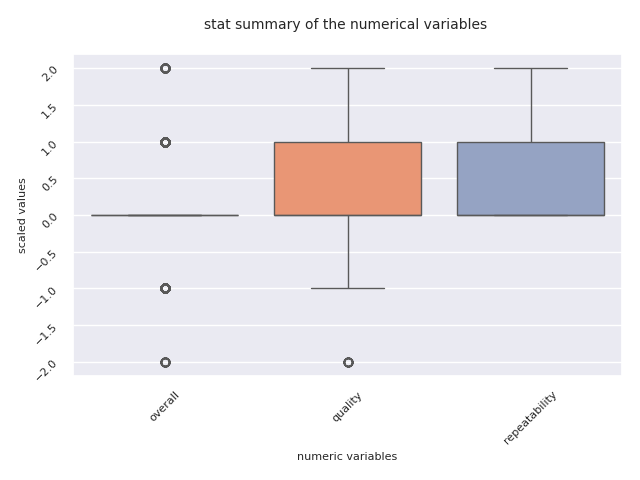 stat summary of the numerical variables
2.0
1.5
1.0
0.5
0.0
−0.5
−1.0
−1.5
−2.0
scaled values
overall
quality
repeatability
numeric variables